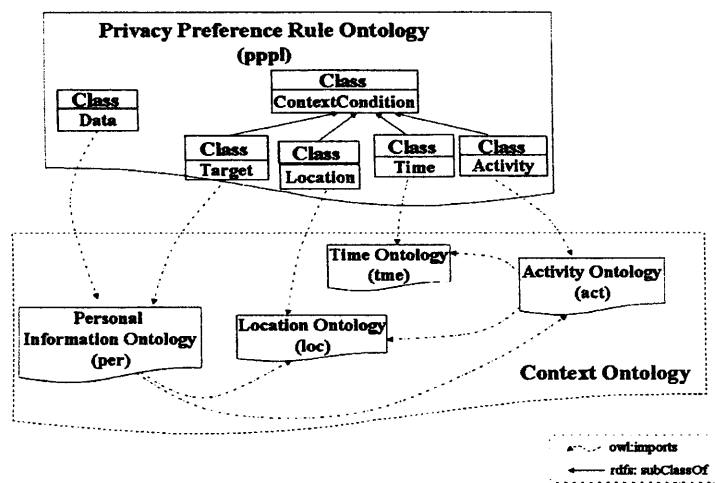 Privacy Preference Rule Ontology
(pppl)
Class
ContextCondition
Class
Data
Class
Target
Class
Location
Class
Time
Class
Activity
Time Ontology
(tme)
Activity Ontology
(act)
Personal
Information Ontology
(per)
Location Ontology
(loc)
Context Ontology
owl:imports
rdfs: subClassOf